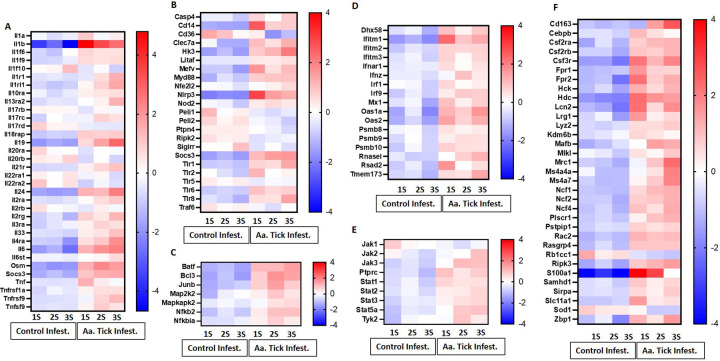 A
Il1a
Il1b
Il1f6
Il1f9
Il1f10
Il1r1
Il1rl1
Il10ra
Il13ra2
Il17rb
Il17rc
Il17rd
Il18rap
Il19
Il20ra
Il20rb
Il21r
Il22ra1
Il22ra2
Il24
Il2ra
Il2rb
Il2rg
Il3ra
Il33
Il4ra
Il6
Il6st
Osm
Socs3
Tnf
Tnfrsf1a
Tnfrsf9
Tnfsf9
1S 2S 3S 1S 2S 3S
Control Infest. Aa. Tick Infest.
4
2
0
-2
-4
B
Casp4
Cd14
Cd36
Clec7a
Hk3
Litaf
Mefv
Myd88
Nfe2l2
Nlrp3
Nod2
Peli1
Peli2
Ptpn4
Ripk2
Sigirr
Socs3
Tlr1
Tlr2
Tlr5
Tlr6
Tlr8
Traf6
1S 2S 3S 1S 2S 3S
Control Infest. Aa. Tick Infest.
4
2
0
-2
-4
C
Batf
Bcl3
Junb
Map2k2
Mapkapk2
Nfkb2
Nfkbia
1S 2S 3S 1S 2S 3S
Control Infest. Aa. Tick Infest.
4
2
0
-2
-4
D
Dhx58
Ifitm1
Ifitm2
Ifitm3
Ifnar1
Ifnz
Irf1
Irf9
Mx1
Oas1a
Oas2
Psmb8
Psmb9
Psmb10
Rnasel
Rsad2
Tmem173
1S 2S 3S 1S 2S 3S
Control Infest. Aa. Tick Infest.
4
2
0
-2
-4
E
Jak1
Jak2
Jak3
Ptprc
Stat1
Stat2
Stat3
Stat5a
Tyk2
1S 2S 3S 1S 2S 3S
Control Infest. Aa. Tick Infest.
4
2
0
-2
-4
F
Cd163
Cebpb
Csf2ra
Csf2rb
Csf3r
Fpr1
Fpr2
Hck
Hdc
Lcn2
Lrg1
Lyz2
Kdm6b
Mafb
Mlkl
Mrc1
Ms4a4a
Ms4a7
Ncf1
Ncf2
Ncf4
Plscr1
Pstpip1
Rac2
Rasgrp4
Rb1cc1
Ripk3
S100a1
Samhd1
Sirpa
Slc11a1
Sod1
Zbp1
1S 2S 3S 1S 2S 3S
Control Infest. Aa. Tick Infest.
4
3
2
1
0
-1
-2
-3
-4